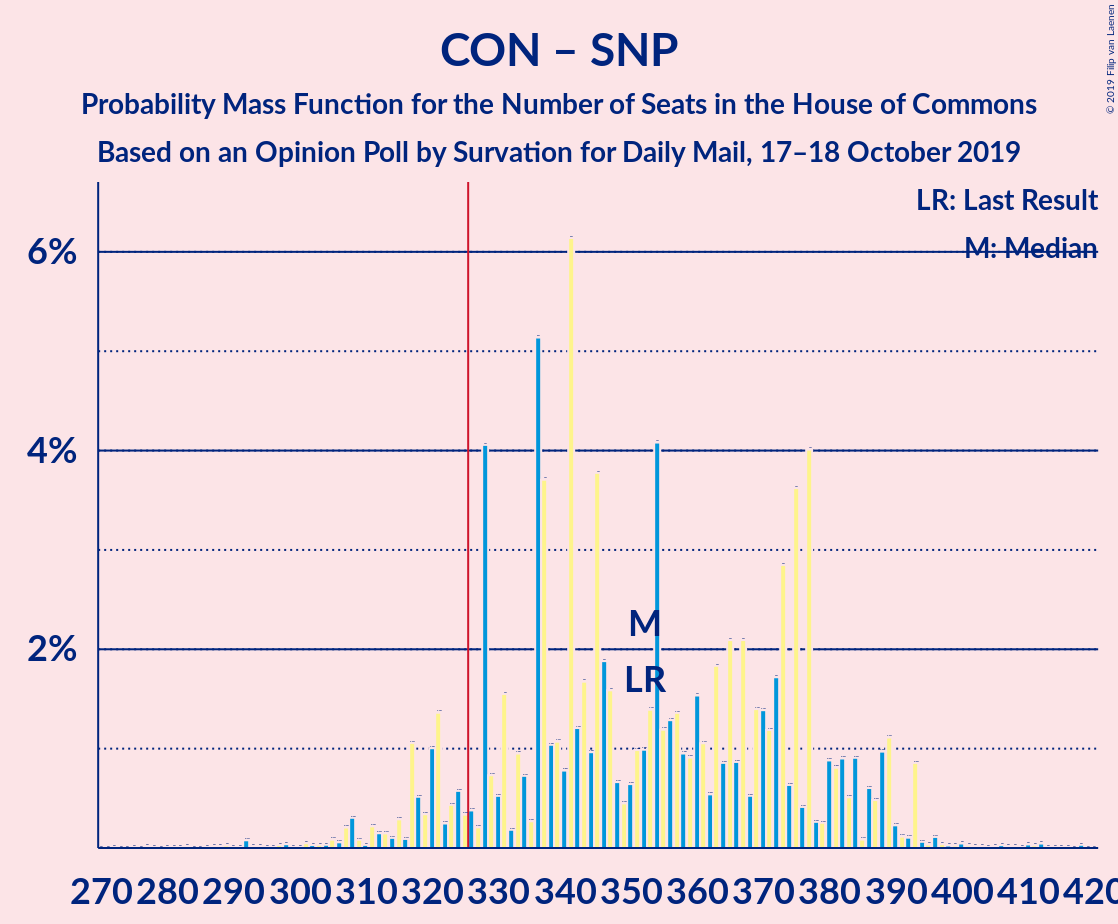 CON – SNP
Probability Mass Function for the Number of Seats in the House of Commons
Based on an Opinion Poll by Survation for Daily Mail, 17–18 October 2019
© 2019 Filip van Laenen
LR: Last Result
M: Median
6%
4%
2%
M
LR
270 280 290 300 310 320 330 340 350 360 370 380 390 400 410 420